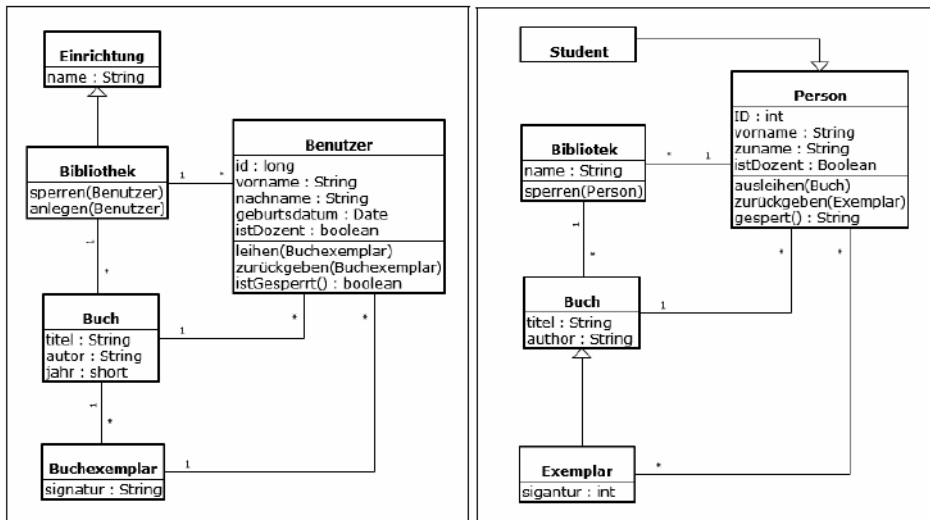 Einrichtung
name : String
Bibliothek
sperren(Benutzer)
anlegen(Benutzer)
1
*
Benutzer
id : long
vorname : String
nachname : String
geburtsdatum : Date
istDozent : boolean
leihen(Buchexemplar)
zurückgeben(Buchexemplar)
istGesperrt() : boolean
1
*
Buch
titel : String
autor : String
jahr : short
1
*
*
1
*
Buchexemplar
signatur : String
1
Student
Person
ID : int
vorname : String
zuname : String
istDozent : Boolean
ausleihen(Buch)
zurückgeben(Exemplar)
gespert() : String
Bibliotek
name : String
sperren(Person)
*
1
1
*
Buch
titel : String
author : String
1
*
*
Exemplar
sigantur : int
*